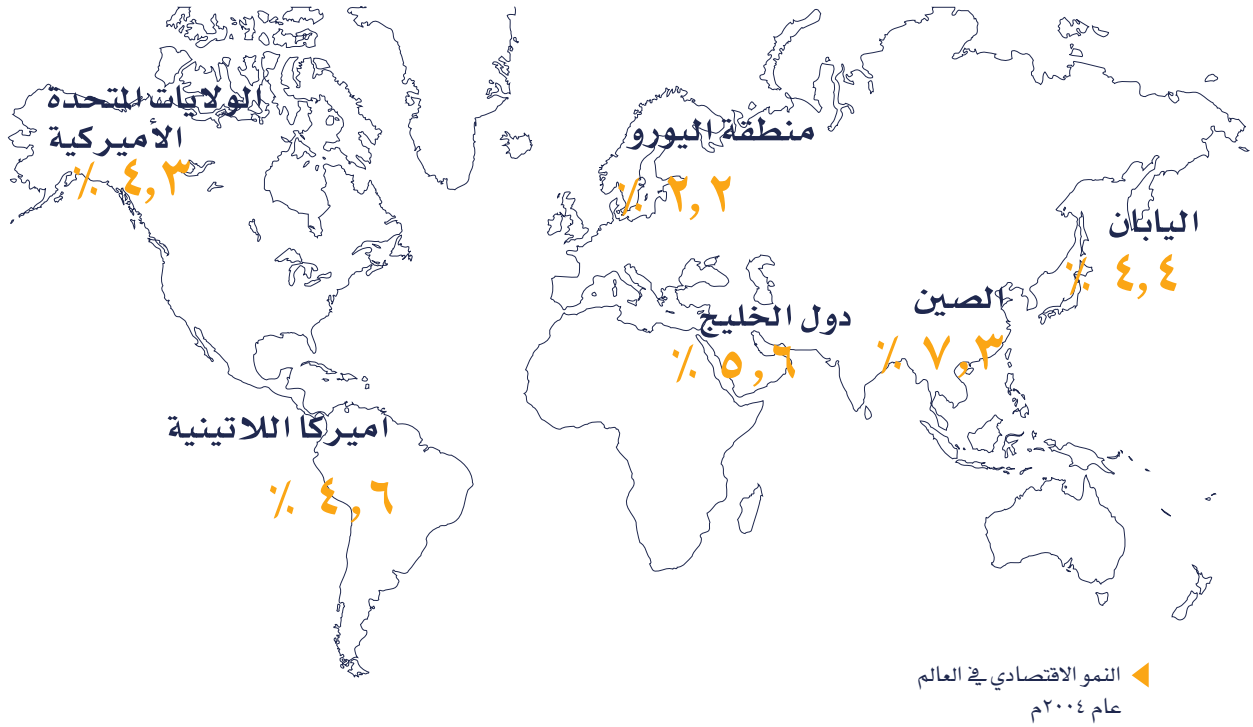 الولايات المتحدة
الأميركية
٤,٣ ٪
منطقة اليورو
٢,٢ ٪
اليابان
٤,٤ ٪
الصين
٧,٣ ٪
دول الخليج
٥,٦ ٪
اميركا اللاتينية
٤,٦ ٪
النمو الاقتصادي في العالم
عام ٢٠٠٤م